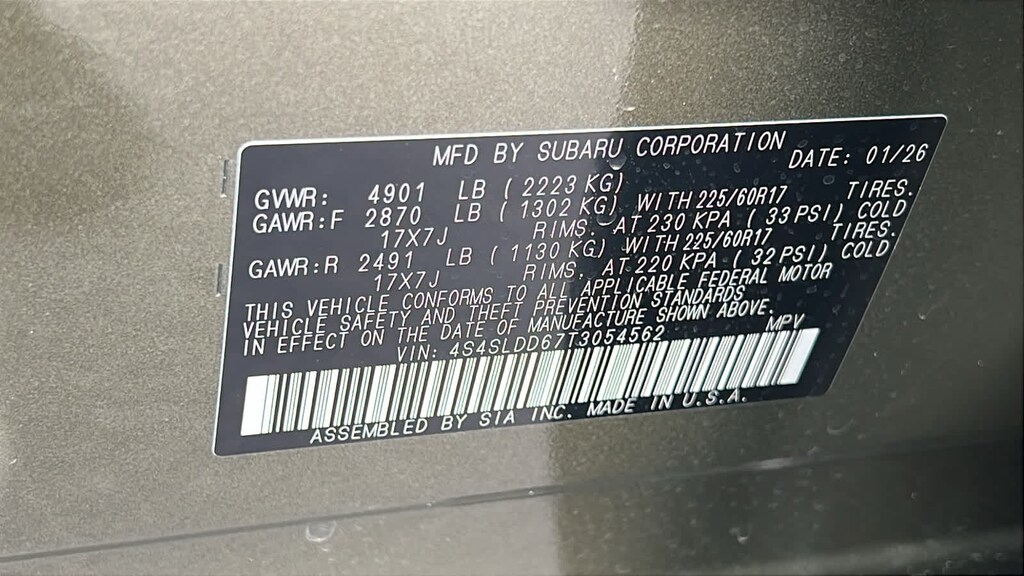 MFD BY SUBARU CORPORATION DATE: 01/26
GVWR: 4901 LB ( 2223 KG)
GAWR:F 2870 LB ( 1302 KG) WITH 225/60R17 TIRES.
17X7J RIMS. AT 230 KPA ( 33 PSI) COLD
GAWR:R 2491 LB ( 1130 KG) WITH 225/60R17 TIRES.
17X7J RIMS. AT 220 KPA ( 32 PSI) COLD
THIS VEHICLE CONFORMS TO ALL APPLICABLE FEDERAL MOTOR
VEHICLE SAFETY AND THEFT PREVENTION STANDARDS
IN EFFECT ON THE DATE OF MANUFACTURE SHOWN ABOVE.
VIN: 4S4SLDD67T3054562 MPV
ASSEMBLED BY SIA INC. MADE IN U.S.A.